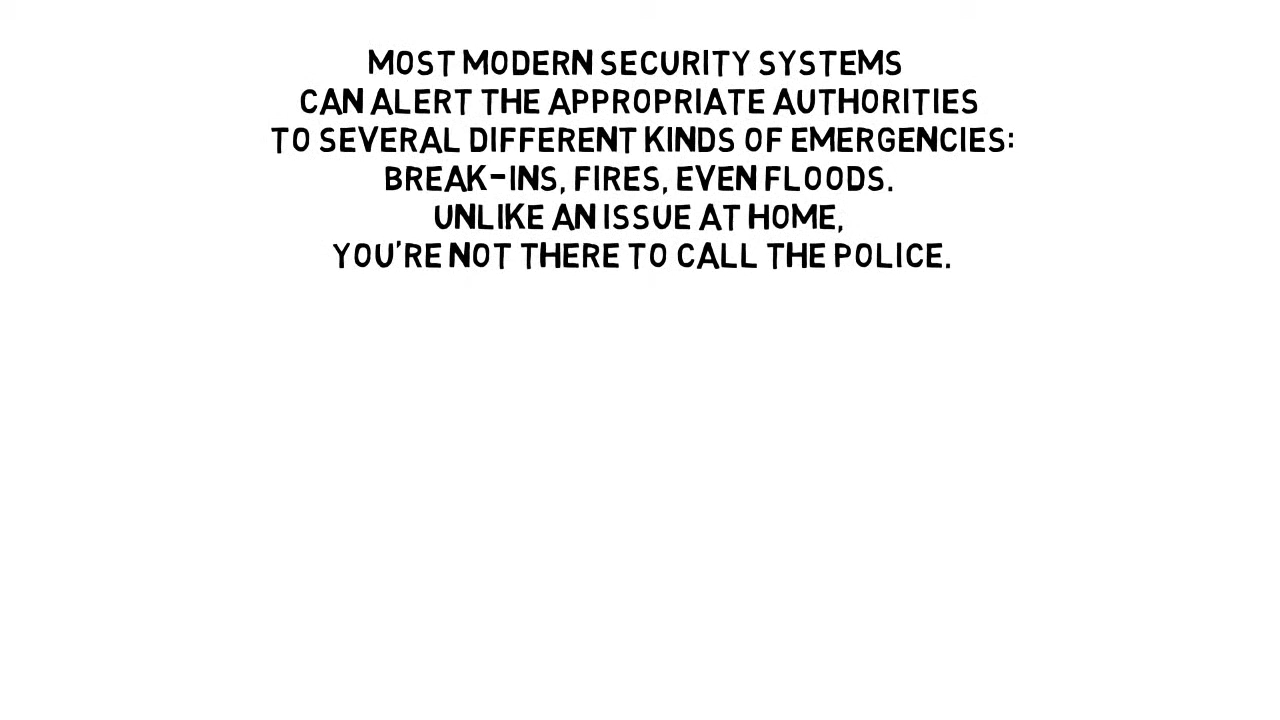 MOST MODERN SECURITY SYSTEMS
CAN ALERT THE APPROPRIATE AUTHORITIES
TO SEVERAL DIFFERENT KINDS OF EMERGENCIES:
BREAK-INS, FIRES, EVEN FLOODS.
UNLIKE AN ISSUE AT HOME,
YOU'RE NOT THERE TO CALL THE POLICE.